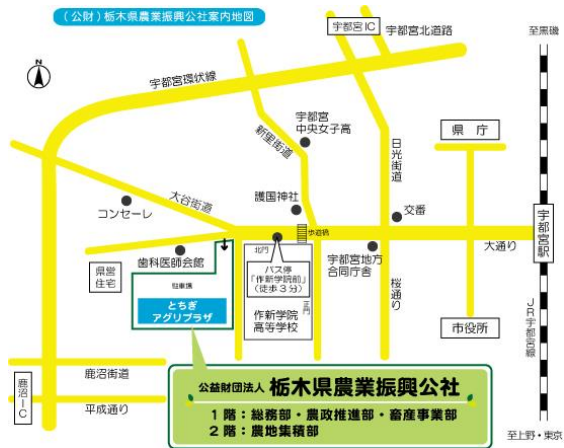 (公財)栃木県農業振興公社案内地図
宇都宮IC
宇都宮北道路
至黒磯
N
宇都宮環状線
新里街道
宇都宮
中央女子高
日光街道
県庁
大谷街道
コンセーレ
護国神社
交番
歩道橋
宇都宮駅
大通り
歯科医師会館
県営
住宅
北門
バス停
「作新学院前」
(徒歩3分)
宇都宮地方
合同庁舎
桜通り
駐車場
とちぎ
アグリプラザ
正門
作新学院
高等学校
市役所
JR宇都宮線
鹿沼街道
鹿沼IC
平成通り
公益財団法人 栃木県農業振興公社
1階:総務部・農政推進部・畜産事業部
2階:農地集積部
至上野・東京